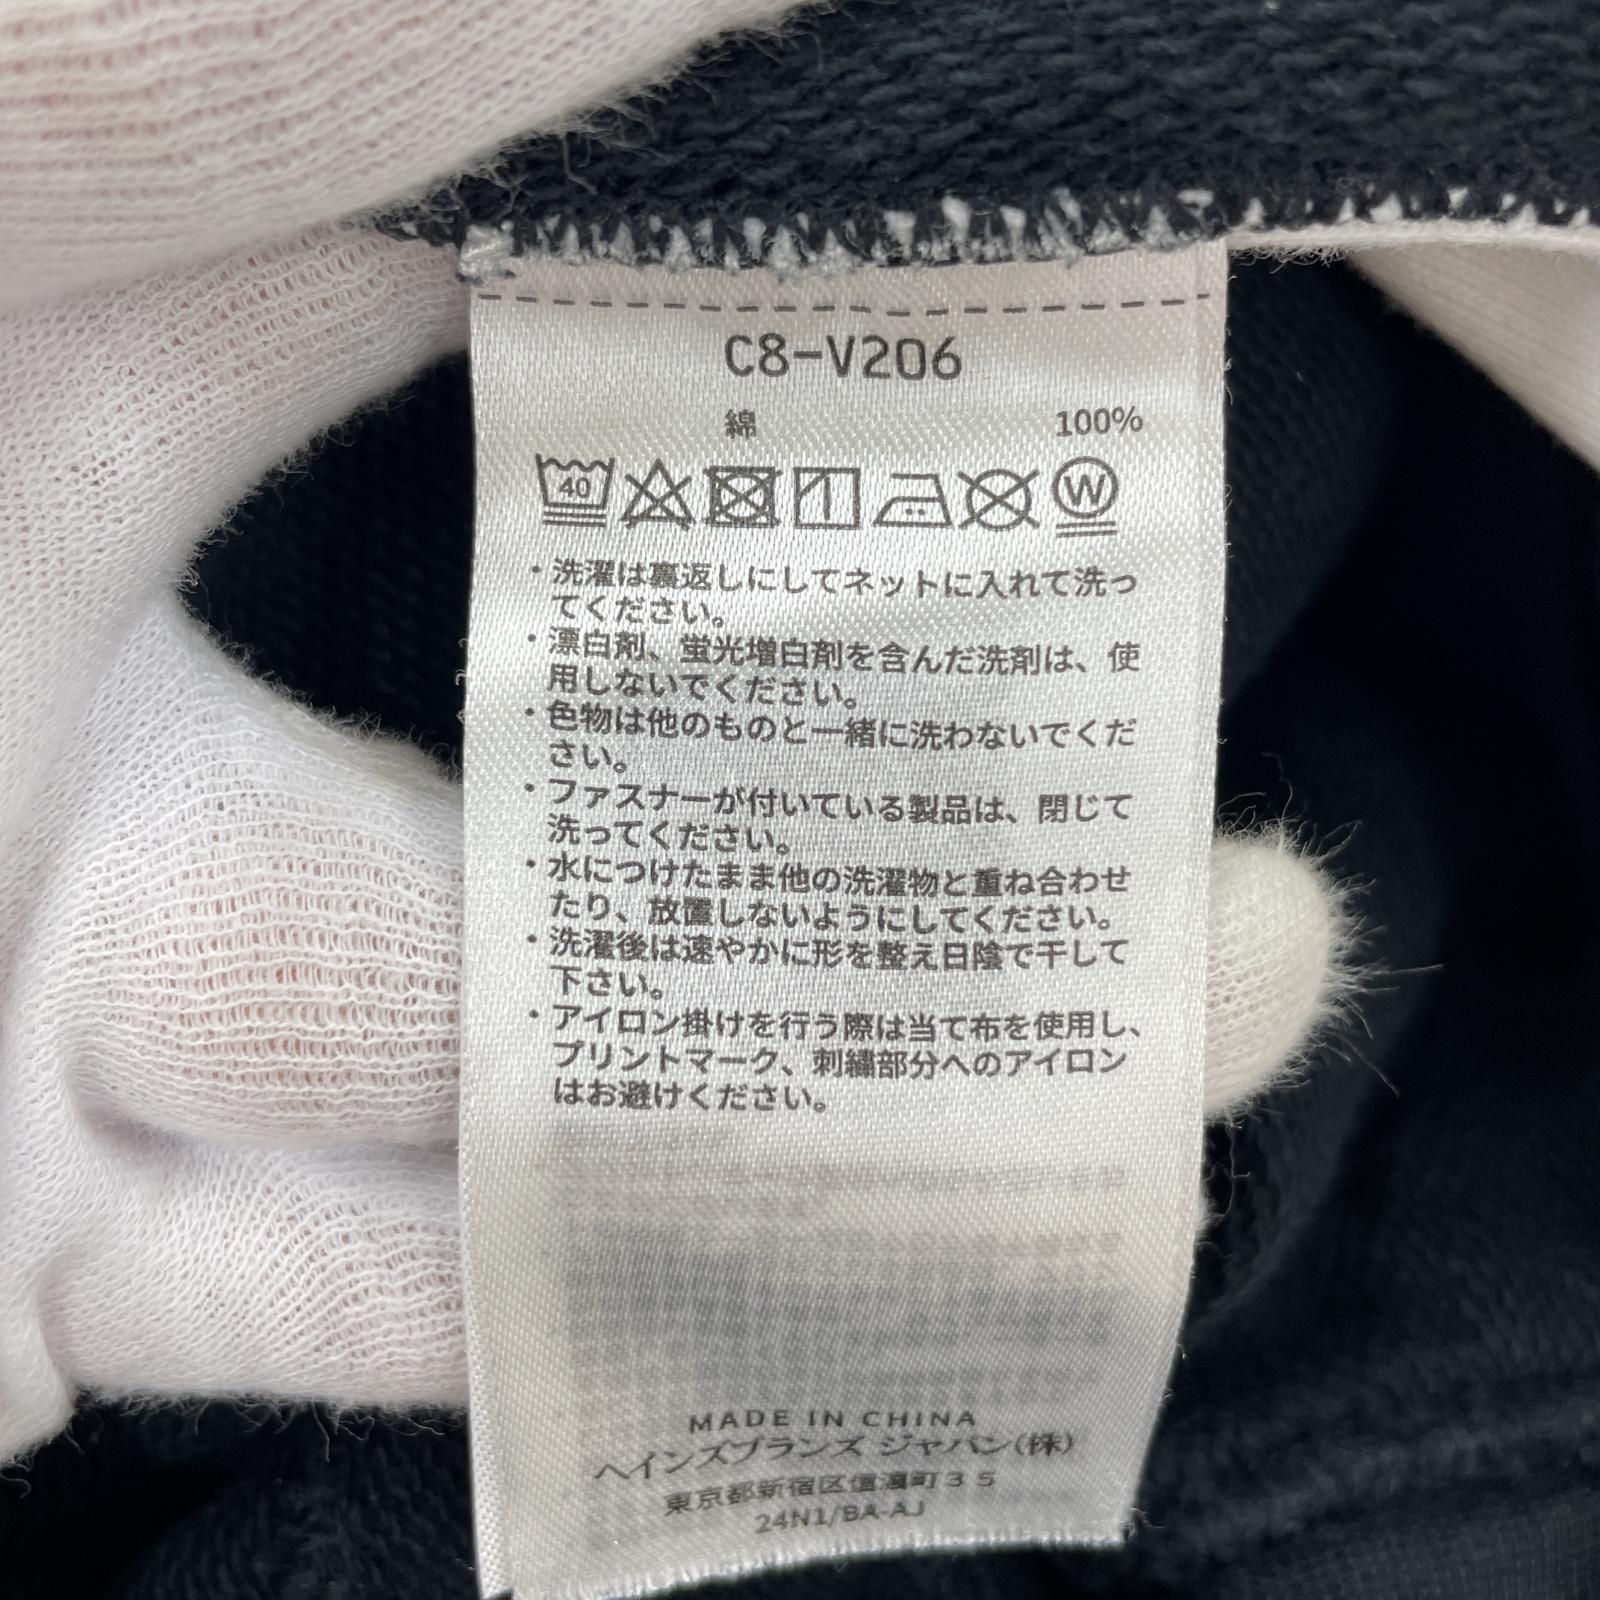 C8-V206
綿 100%
40 W
・洗濯は裏返しにしてネットに入れて洗っ
てください。
・漂白剤、蛍光増白剤を含んだ洗剤は、使
用しないでください。
・色物は他のものと一緒に洗わないでくだ
さい。
・ファスナーが付いている製品は、閉じて
洗ってください。
・水につけたまま他の洗濯物と重ね合わせ
たり、放置しないようにしてください。
・洗濯後は速やかに形を整え日陰で干して
下さい。
・アイロン掛けを行う際は当て布を使用し、
プリントマーク、刺繍部分へのアイロン
はお避けください。
MADE IN CHINA
ヘインズブランズ ジャパン(株)
東京都新宿区信濃町35
24N1/BA-AJ